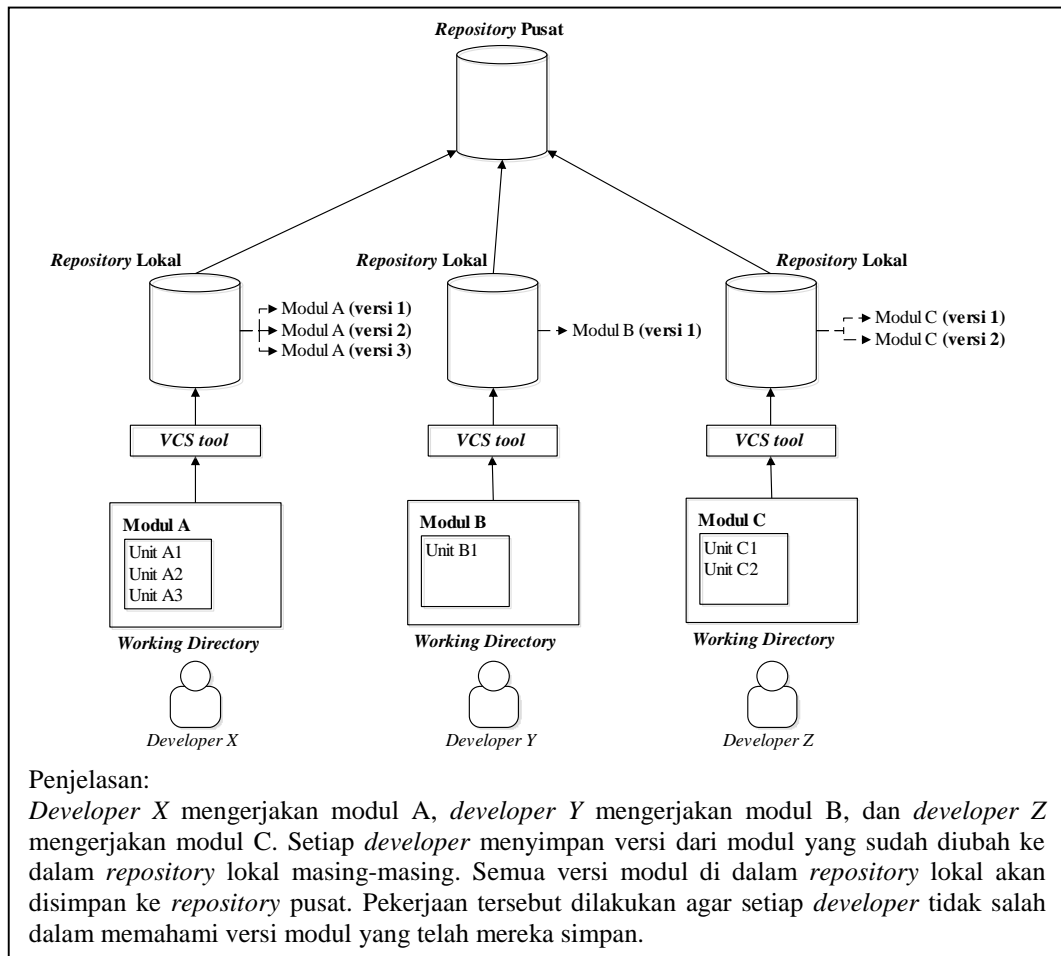 Repository Pusat
Repository Lokal
Repository Lokal
Repository Lokal
Modul A (versi 1)
Modul A (versi 2)
Modul A (versi 3)
Modul B (versi 1)
Modul C (versi 1)
Modul C (versi 2)
VCS tool
VCS tool
VCS tool
Modul A
Unit A1
Unit A2
Unit A3
Modul B
Unit B1
Modul C
Unit C1
Unit C2
Working Directory
Working Directory
Working Directory
Developer X
Developer Y
Developer Z
Penjelasan:
Developer X mengerjakan modul A, developer Y mengerjakan modul B, dan developer Z
mengerjakan modul C. Setiap developer menyimpan versi dari modul yang sudah diubah ke
dalam repository lokal masing-masing. Semua versi modul di dalam repository lokal akan
disimpan ke repository pusat. Pekerjaan tersebut dilakukan agar setiap developer tidak salah
dalam memahami versi modul yang telah mereka simpan.